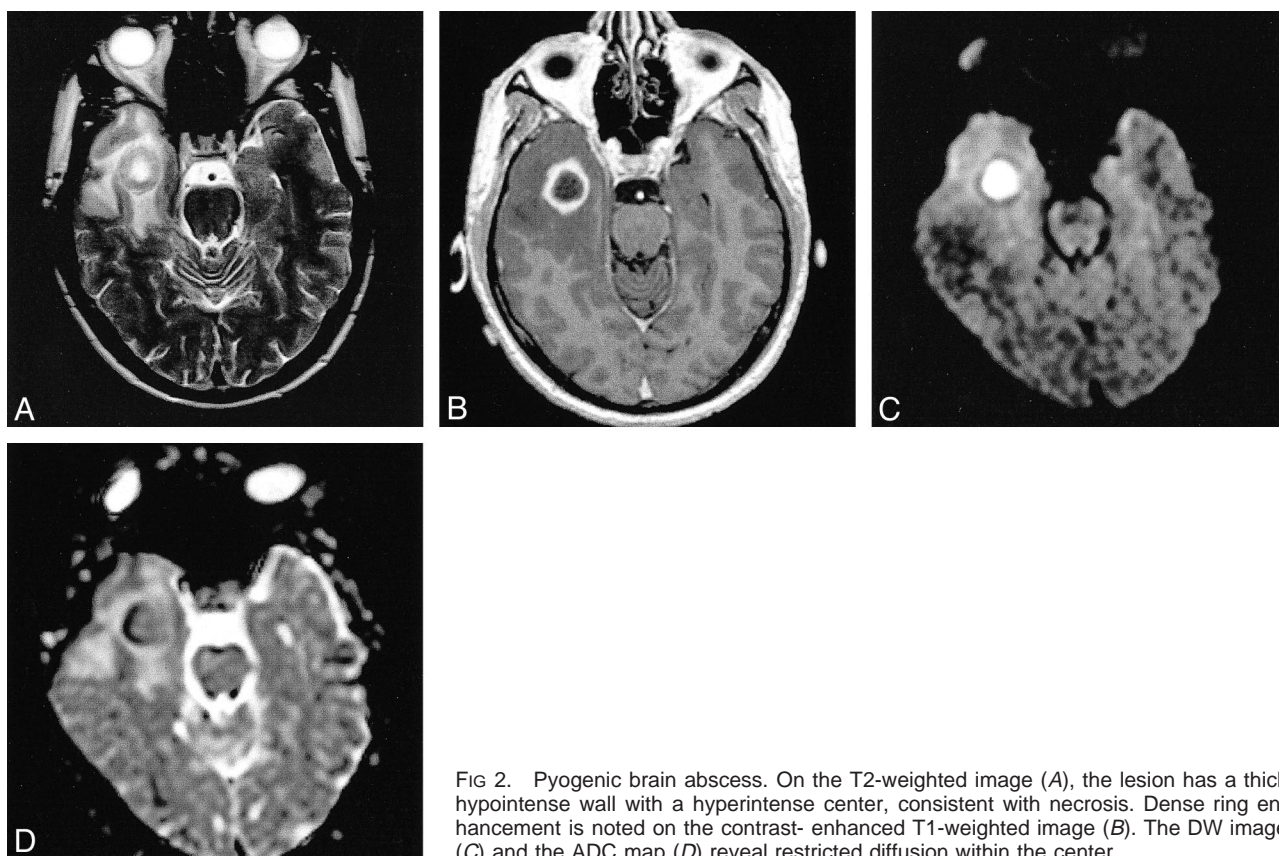 A
B
C
D
FIG 2. Pyogenic brain abscess. On the T2-weighted image (A), the lesion has a thick
hypointense wall with a hyperintense center, consistent with necrosis. Dense ring en-
hancement is noted on the contrast- enhanced T1-weighted image (B). The DW image
(C) and the ADC map (D) reveal restricted diffusion within the center.